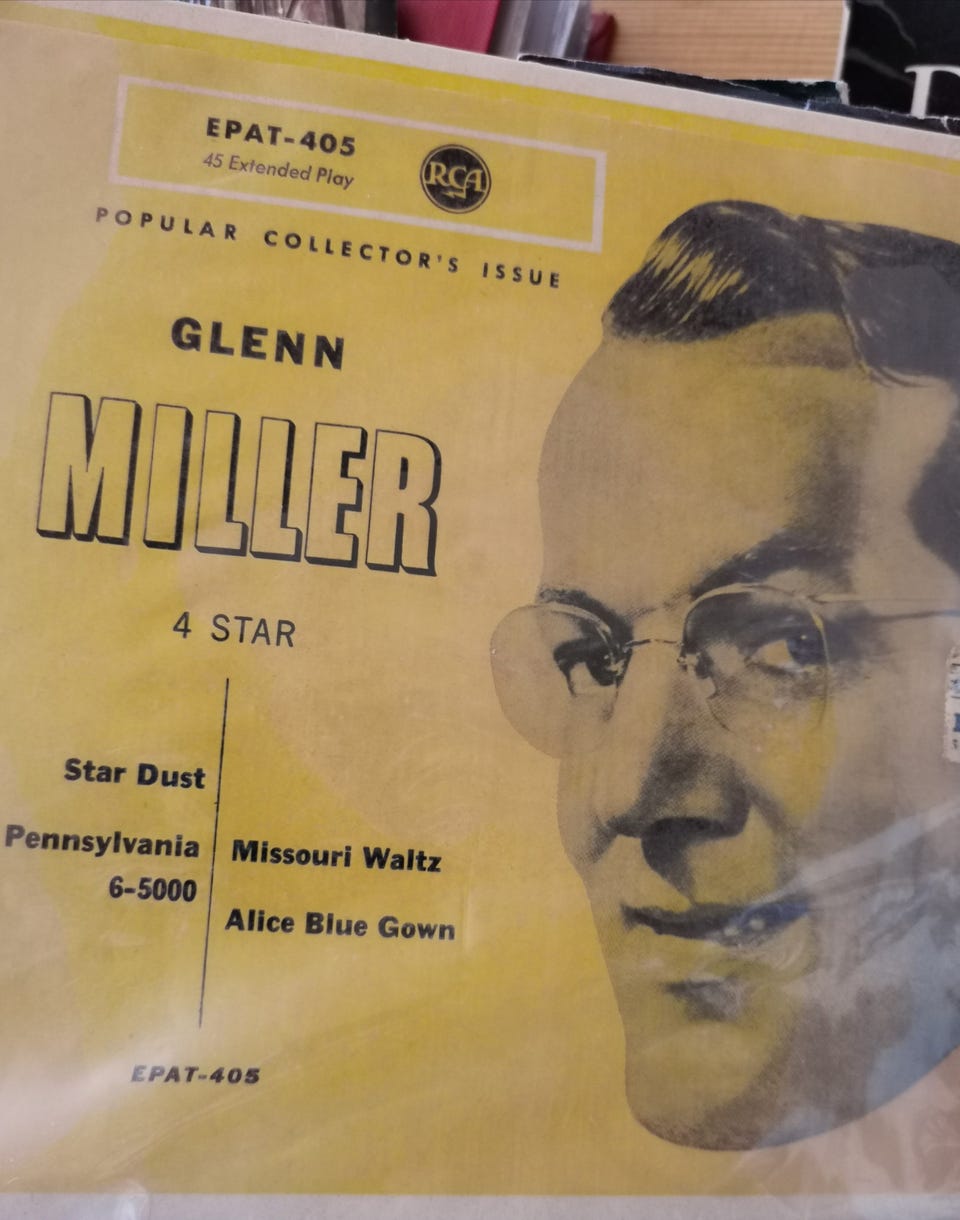 EPAT-405
45 Extended Play
RCA
POPULAR COLLECTOR'S ISSUE
GLENN
MILLER
4 STAR
Star Dust
Pennsylvania
6-5000
Missouri Waltz
Alice Blue Gown
EPAT-405